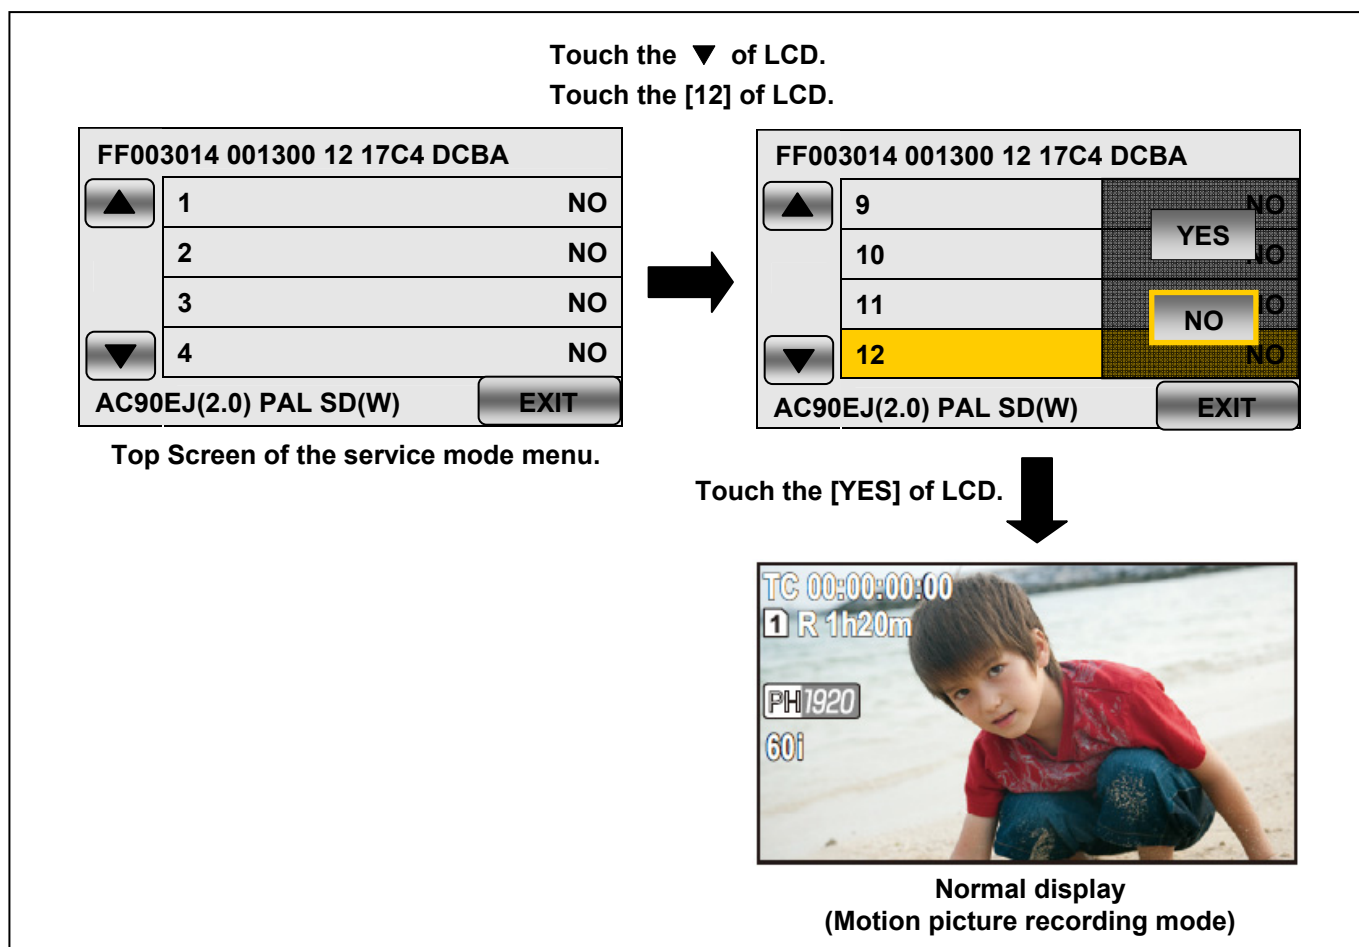 Touch the ▼ of LCD.
Touch the [12] of LCD.
FF003014 001300 12 17C4 DCBA
1 NO
2 NO
3 NO
4 NO
AC90EJ(2.0) PAL SD(W) EXIT
Top Screen of the service mode menu.
FF003014 001300 12 17C4 DCBA
9 NO
YES
10 NO
11 NO
NO
12 NO
AC90EJ(2.0) PAL SD(W) EXIT
Touch the [YES] of LCD.
TC 00:00:00:00
1 R 1h20m
PH 1920
60i
Normal display
(Motion picture recording mode)